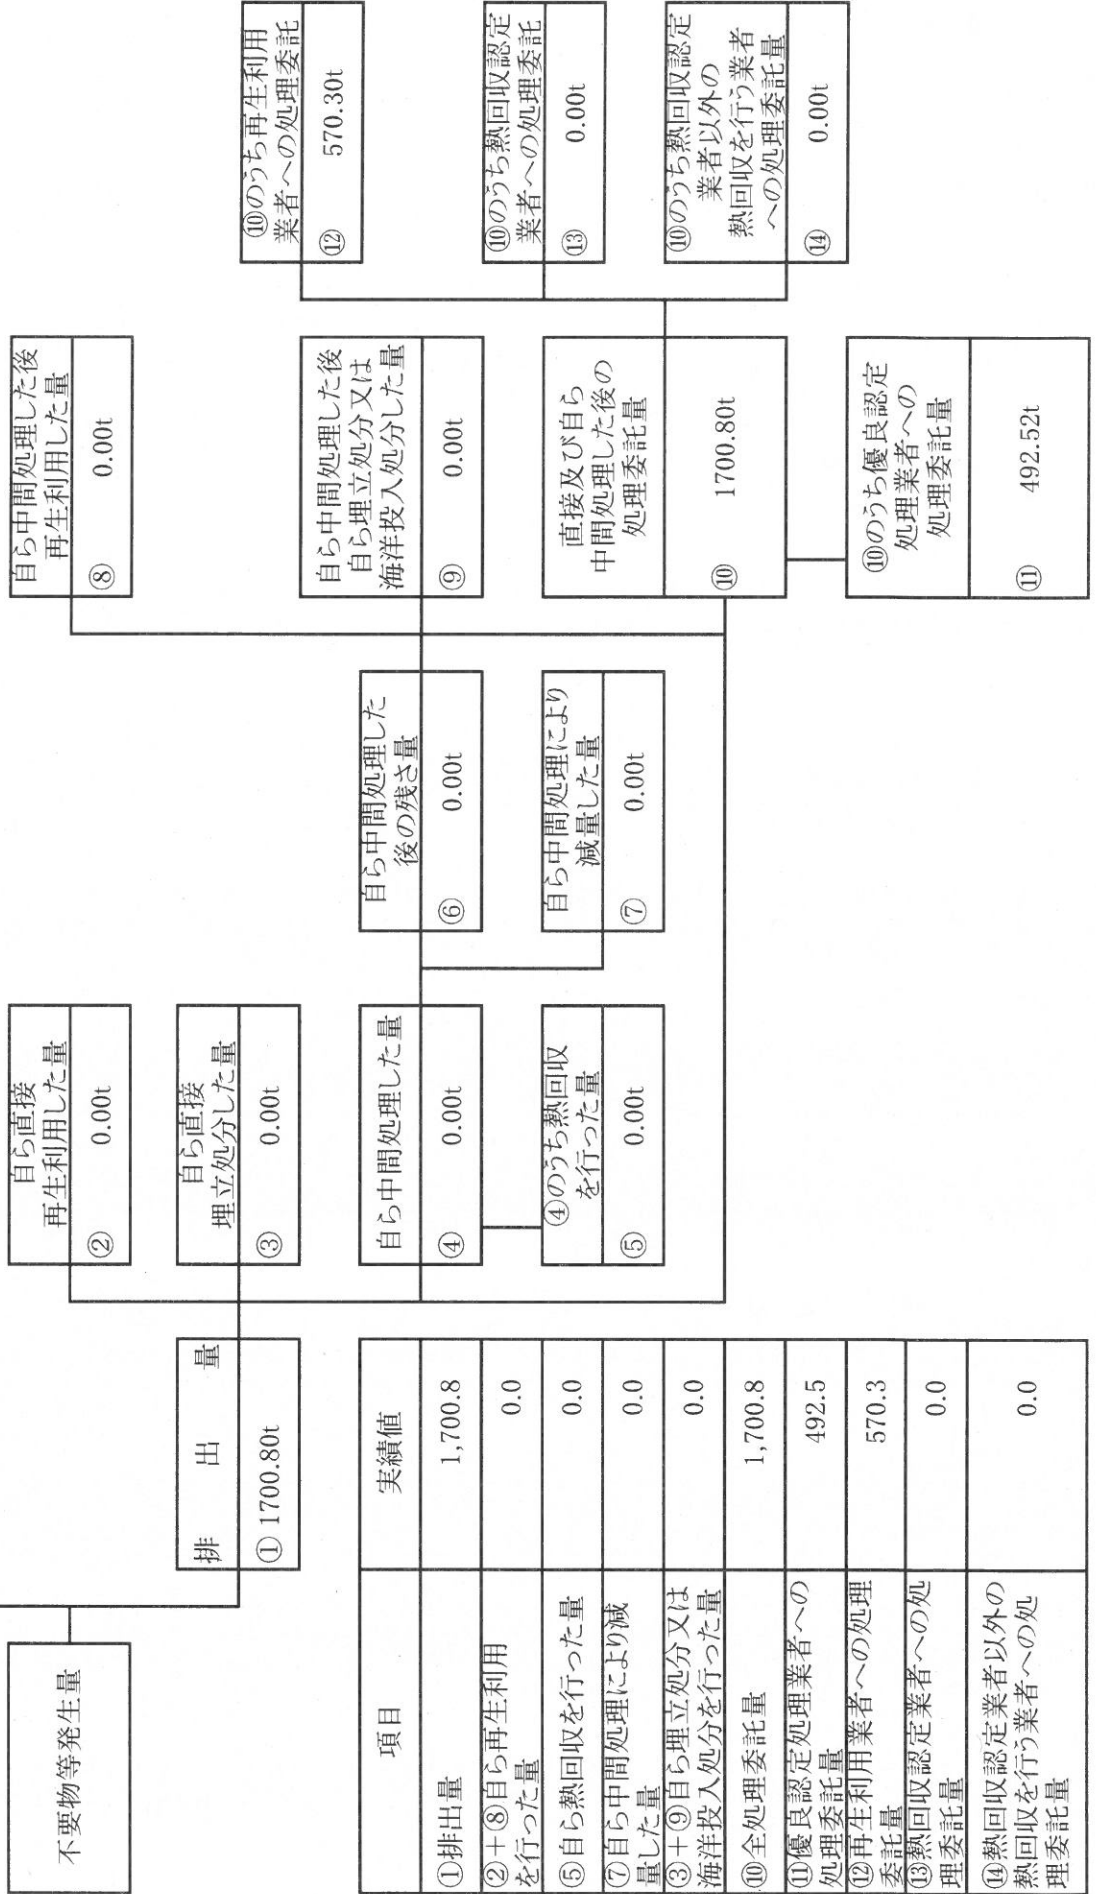 不要物等発生量
排 出 量
① 1700.80t
自ら直接
再生利用した量
② 0.00t
自ら直接
埋立処分した量
③ 0.00t
自ら中間処理した量
④ 0.00t
④のうち熱回収
を行った量
⑤ 0.00t
自ら中間処理した
後の残さ量
⑥ 0.00t
自ら中間処理により
減量した量
⑦ 0.00t
自ら中間処理した後
再生利用した量
⑧ 0.00t
自ら中間処理した後
自ら埋立処分又は
海洋投入処分した量
⑨ 0.00t
直接及び自ら
中間処理した後の
処理委託量
⑩ 1700.80t
⑩のうち優良認定
処理業者への
処理委託量
⑪ 492.52t
⑩のうち再生利用
業者への処理委託
⑫ 570.30t
⑩のうち熱回収認定
業者への処理委託
⑬ 0.00t
⑩のうち熱回収認定
業者以外の
熱回収を行う業者
への処理委託量
⑭ 0.00t
項目 実績値
①排出量 1,700.8
②+⑧自ら再生利用
を行った量 0.0
⑤自ら熱回収を行った量 0.0
⑦自ら中間処理により減
量した量 0.0
③+⑨自ら埋立処分又は
海洋投入処分を行った量 0.0
⑩全処理委託量 1,700.8
⑪優良認定処理業者への
処理委託量 492.5
⑫再生利用業者への処理
委託量 570.3
⑬熱回収認定業者への処
理委託量 0.0
⑭熱回収認定業者以外の
熱回収を行う業者への処
理委託量 0.0